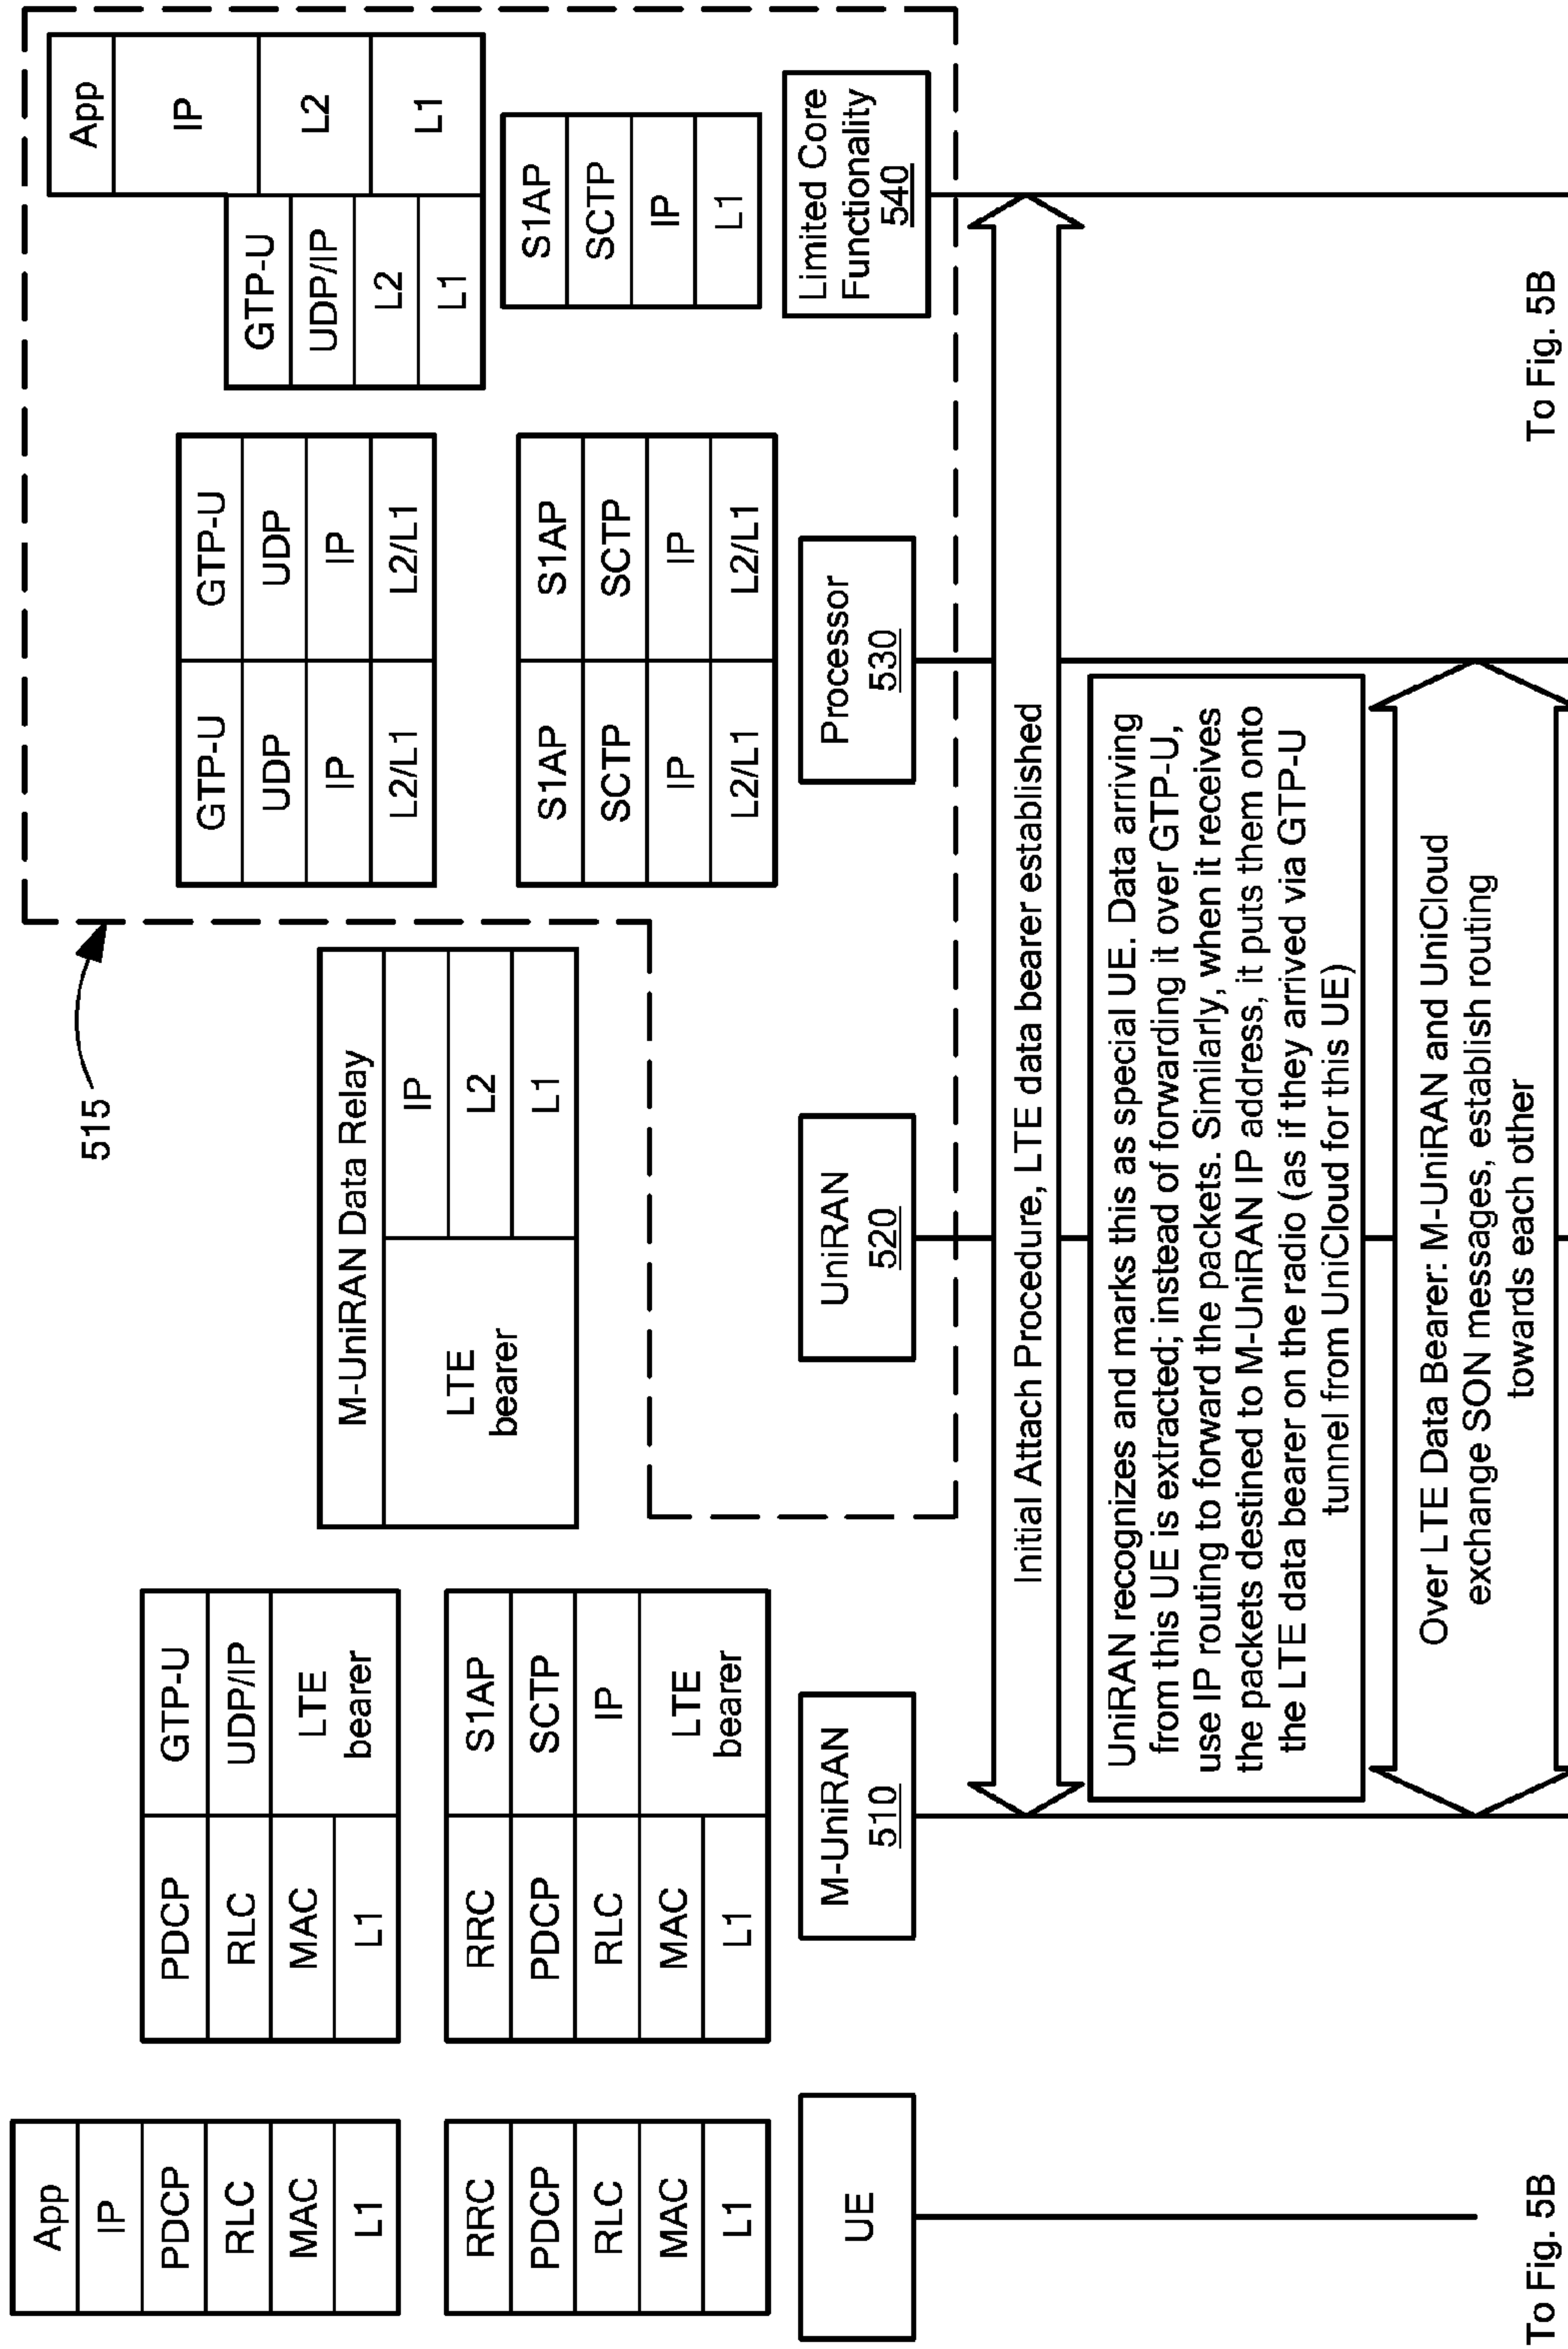 App
IP
PDCP
RLC
MAC
L1
RRC
PDCP
RLC
MAC
L1
UE
PDCP
RLC
MAC
L1
GTP-U
UDP/IP
LTE
bearer
RRC
PDCP
RLC
MAC
L1
S1AP
SCTP
IP
LTE
bearer
M-UniRAN
510
M-UniRAN Data Relay
LTE
bearer
IP
L2
L1
UniRAN
520
515
GTP-U
UDP
IP
L2/L1
GTP-U
UDP
IP
L2/L1
S1AP
SCTP
IP
L2/L1
S1AP
SCTP
IP
L2/L1
Processor
530
GTP-U
UDP/IP
L2
L1
App
IP
L2
L1
S1AP
SCTP
IP
L1
Limited Core
Functionality
540
Initial Attach Procedure, LTE data bearer established
UniRAN recognizes and marks this as special UE. Data arriving
from this UE is extracted; instead of forwarding it over GTP-U,
use IP routing to forward the packets. Similarly, when it receives
the packets destined to M-UniRAN IP address, it puts them onto
the LTE data bearer on the radio (as if they arrived via GTP-U
tunnel from UniCloud for this UE)
Over LTE Data Bearer: M-UniRAN and UniCloud
exchange SON messages, establish routing
towards each other
To Fig. 5B
To Fig. 5B